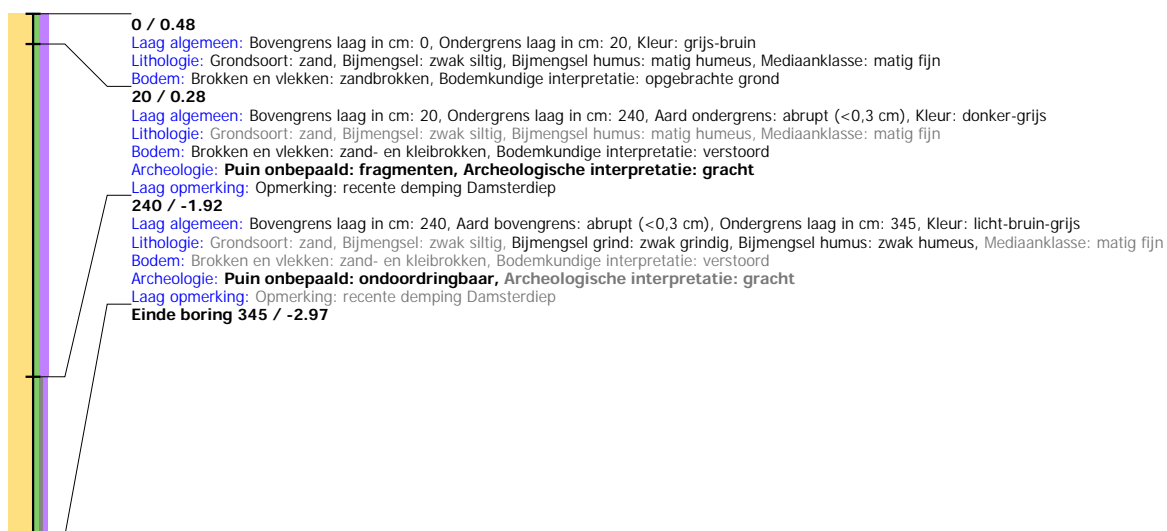 0 / 0.48
Laag algemeen: Bovengrens laag in cm: 0, Ondergrens laag in cm: 20, Kleur: grijs-bruin
Lithologie: Grondsoort: zand, Bijmengsel: zwak siltig, Bijmengsel humus: matig humeus, Mediaanklasse: matig fijn
Bodem: Brokken en vlekken: zandbrokken, Bodemkundige interpretatie: opgebrachte grond
20 / 0.28
Laag algemeen: Bovengrens laag in cm: 20, Ondergrens laag in cm: 240, Aard ondergrens: abrupt (<0,3 cm), Kleur: donker-grijs
Lithologie: Grondsoort: zand, Bijmengsel: zwak siltig, Bijmengsel humus: matig humeus, Mediaanklasse: matig fijn
Bodem: Brokken en vlekken: zand- en kleibrokken, Bodemkundige interpretatie: verstoord
Archeologie: Puin onbepaald: fragmenten, Archeologische interpretatie: gracht
Laag opmerking: Opmerking: recente demping Damsterdiep
240 / -1.92
Laag algemeen: Bovengrens laag in cm: 240, Aard bovengrens: abrupt (<0,3 cm), Ondergrens laag in cm: 345, Kleur: licht-bruin-grijs
Lithologie: Grondsoort: zand, Bijmengsel: zwak siltig, Bijmengsel grind: zwak grindig, Bijmengsel humus: zwak humeus, Mediaanklasse: matig fijn
Bodem: Brokken en vlekken: zand- en kleibrokken, Bodemkundige interpretatie: verstoord
Archeologie: Puin onbepaald: ondoordringbaar, Archeologische interpretatie: gracht
Laag opmerking: Opmerking: recente demping Damsterdiep
Einde boring 345 / -2.97